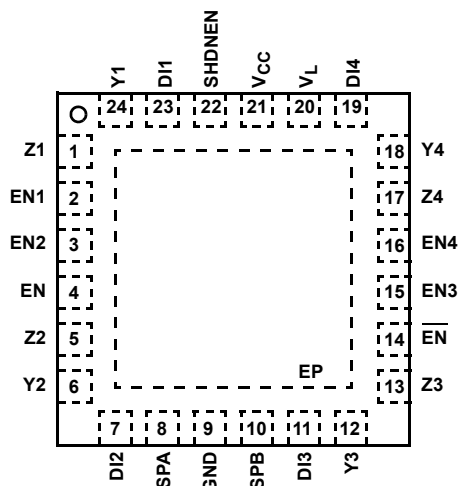 Y1 DI1 SHDNEN VCC VL DI4
24 23 22 21 20 19
Z1 1 18 Y4
EN1 2 17 Z4
EN2 3 16 EN4
EN 4 15 EN3
Z2 5 14 EN
Y2 6 EP 13 Z3
7 8 9 10 11 12
DI2 SPA GND SPB DI3 Y3